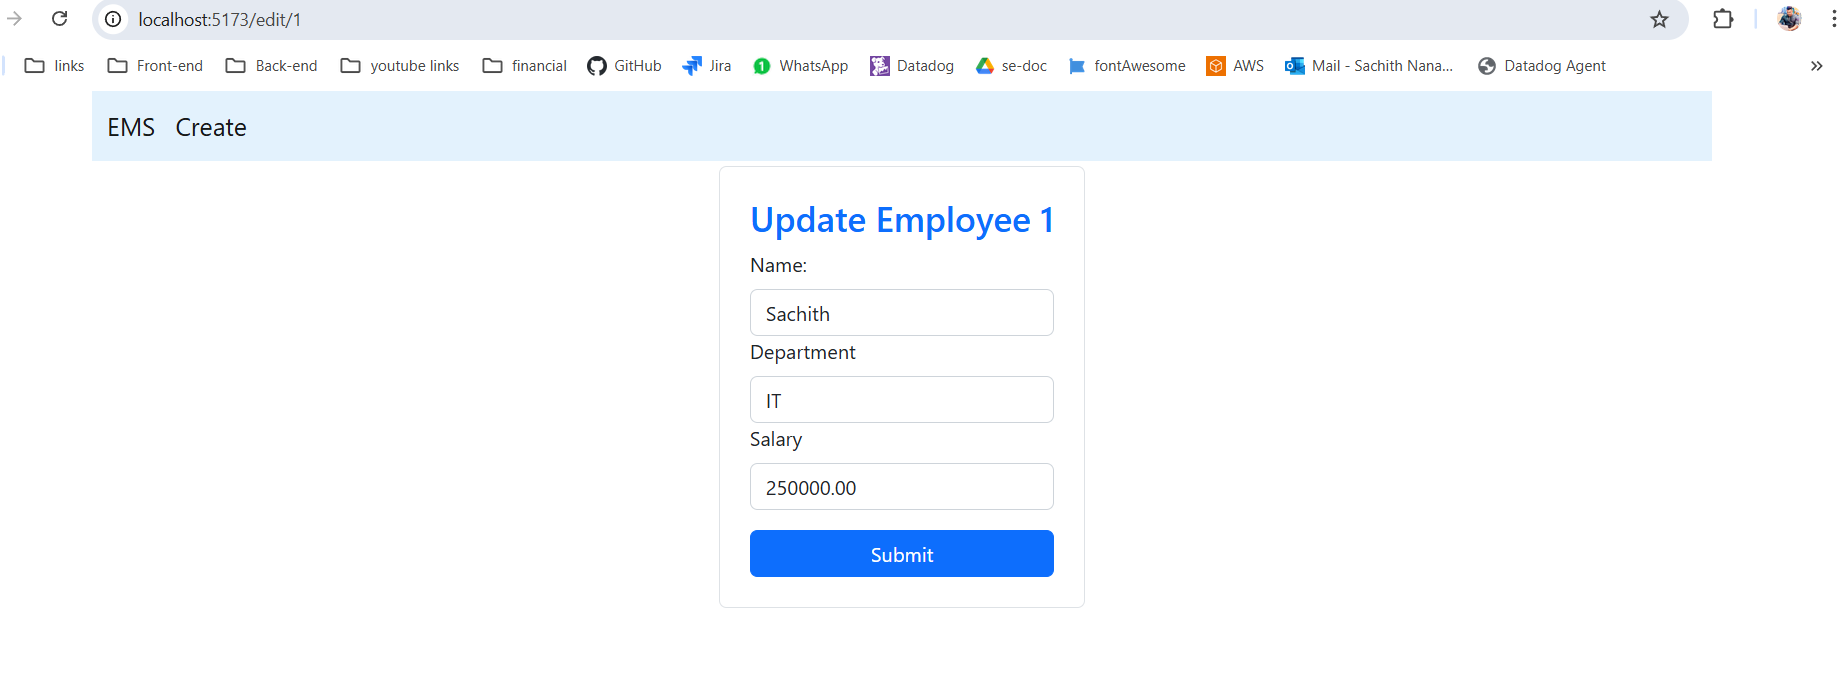 localhost:5173/edit/1
links Front-end Back-end youtube links financial GitHub Jira 1 WhatsApp Datadog se-doc fontAwesome AWS Mail - Sachith Nana... Datadog Agent »
EMS Create
Update Employee 1
Name:
Sachith
Department
IT
Salary
250000.00
Submit